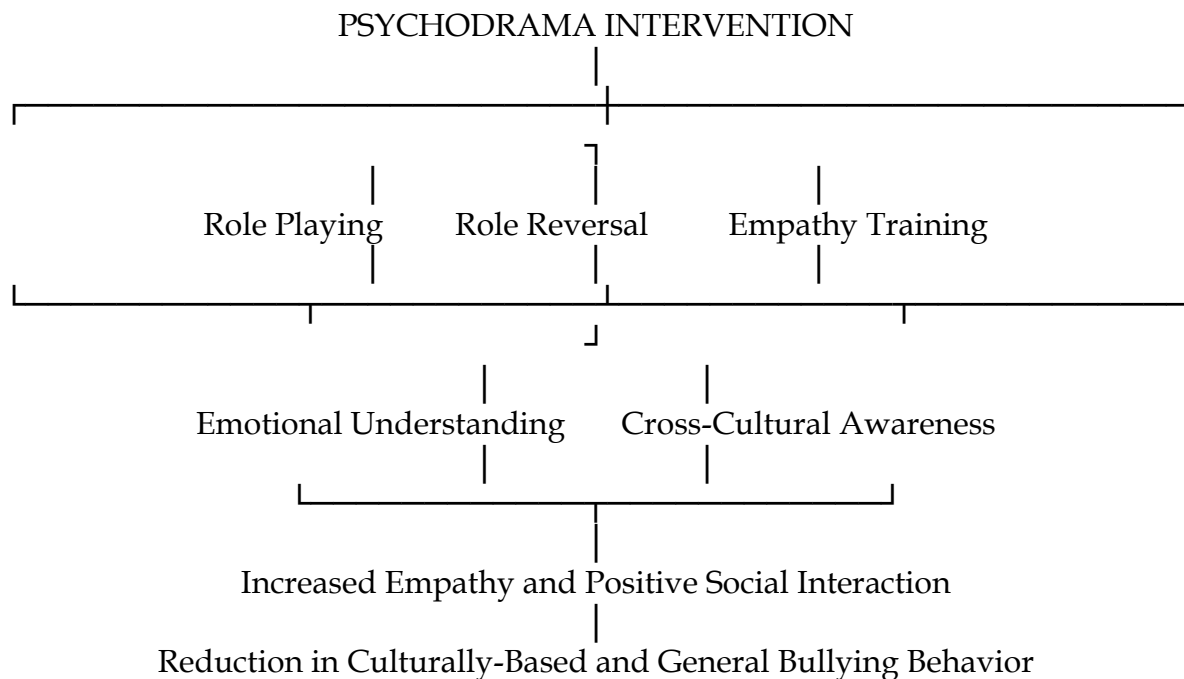 PSYCHODRAMA INTERVENTION
Role Playing Role Reversal Empathy Training
Emotional Understanding Cross-Cultural Awareness
Increased Empathy and Positive Social Interaction
Reduction in Culturally-Based and General Bullying Behavior